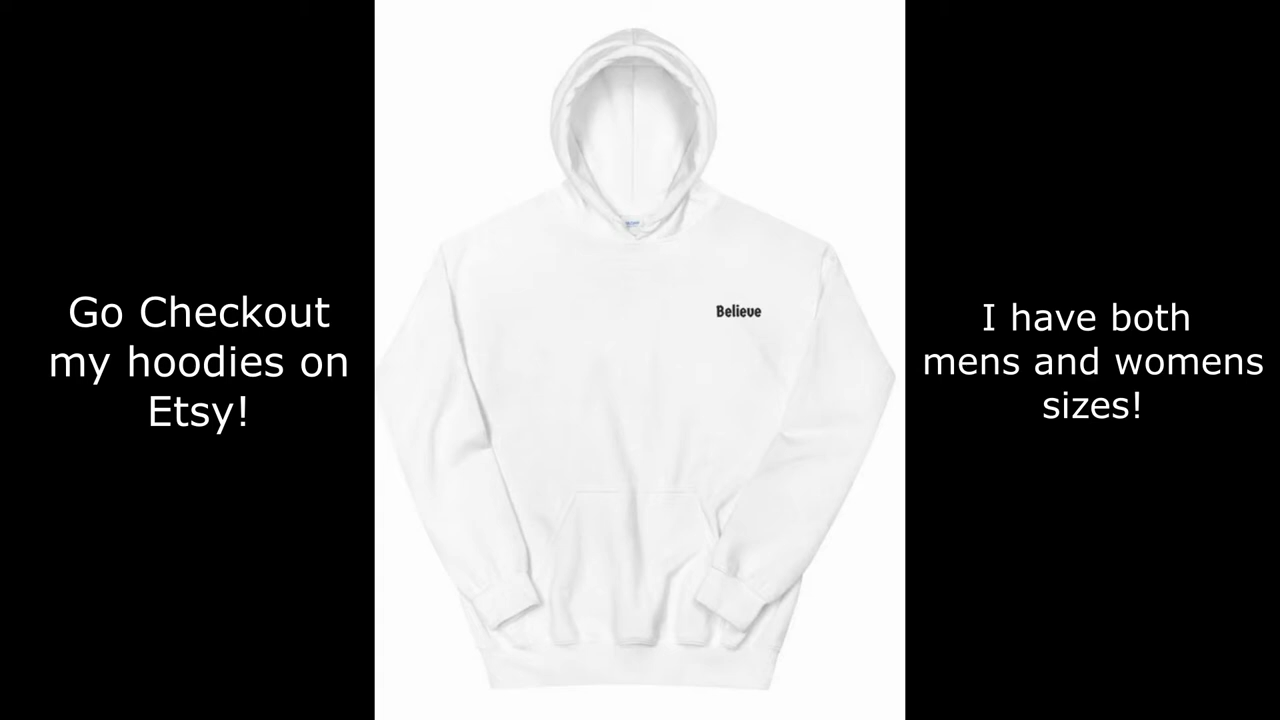 Go Checkout
my hoodies on
Etsy!
Believe
I have both
mens and womens
sizes!